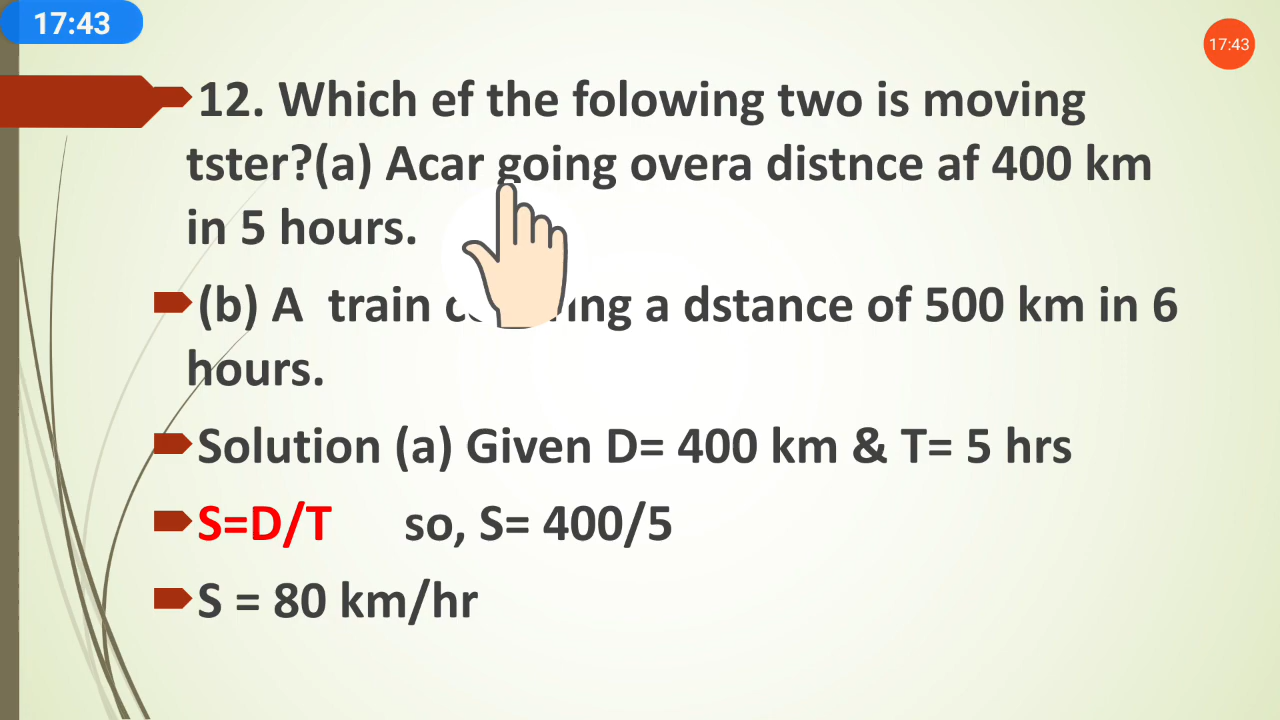 17:43
17:43
12. Which ef the folowing two is moving
tster?(a) Acar going overa distnce af 400 km
in 5 hours.
(b) A train a dstance of 500 km in 6
hours.
Solution (a) Given D= 400 km & T= 5 hrs
S=D/T so, S= 400/5
S = 80 km/hr